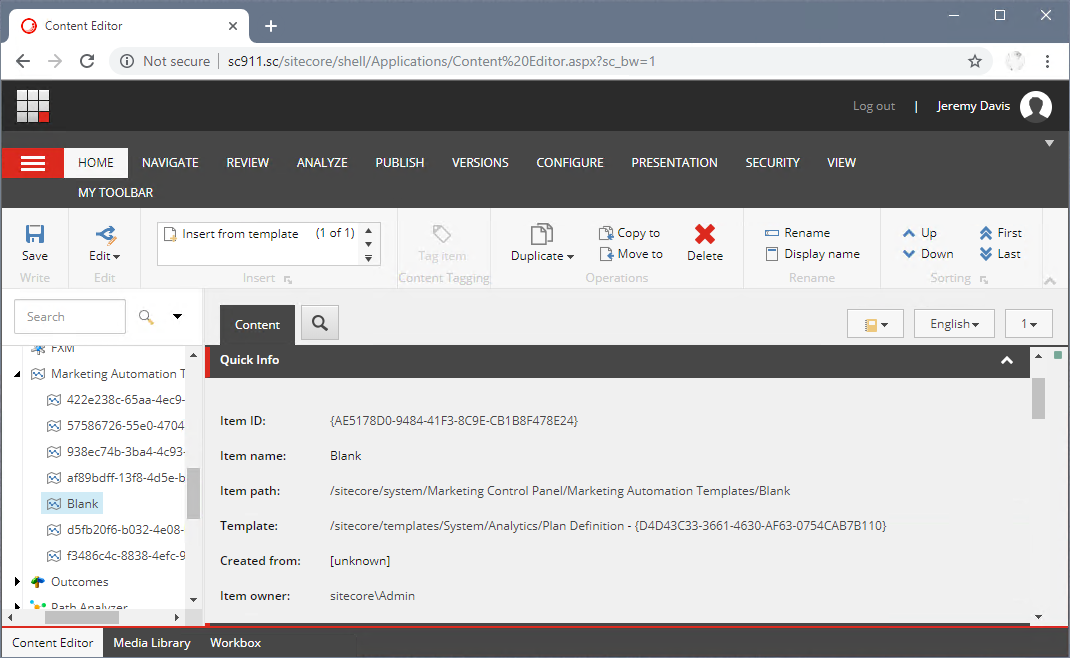 Content Editor
Not secure sc911.sc/sitecore/shell/Applications/Content%20Editor.aspx?sc_bw=1
Log out | Jeremy Davis
HOME NAVIGATE REVIEW ANALYZE PUBLISH VERSIONS CONFIGURE PRESENTATION SECURITY VIEW
MY TOOLBAR
Insert from template (1 of 1) Copy to Rename Up First
Save Edit Tag item Duplicate Move to Delete Display name Down Last
Write Edit Insert Content Tagging Operations Rename Sorting
Search Content English 1
Quick Info
FXM
Marketing Automation T
422e238c-65aa-4ec9-
57586726-55e0-4704
938ec74b-3ba4-4c93-
af89bdff-13f8-4d5e-b
Blank
d5fb20f6-b032-4e08-
f3486c4c-8838-4efc-9
Outcomes
Path Analyzer
Item ID: {AE5178D0-9484-41F3-8C9E-CB1B8F478E24}
Item name: Blank
Item path: /sitecore/system/Marketing Control Panel/Marketing Automation Templates/Blank
Template: /sitecore/templates/System/Analytics/Plan Definition - {D4D43C33-3661-4630-AF63-0754CAB7B110}
Created from: [unknown]
Item owner: sitecore\Admin
Content Editor Media Library Workbox